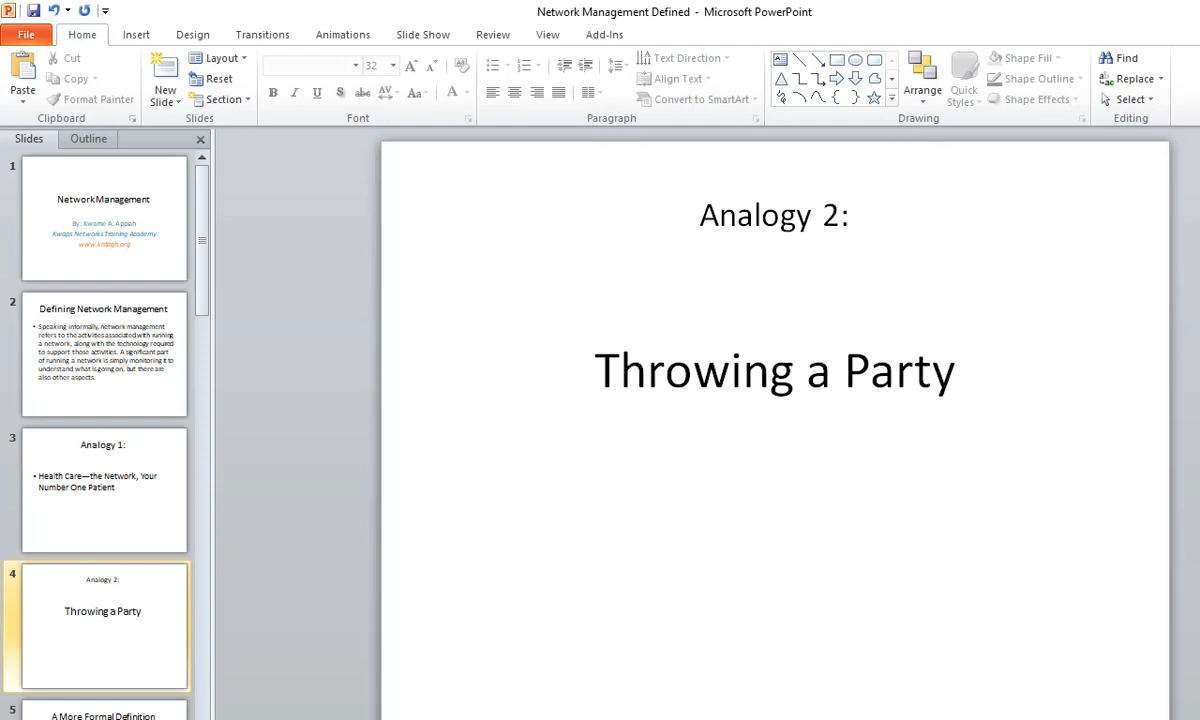 Network Management Defined - Microsoft PowerPoint
File Home Insert Design Transitions Animations Slide Show Review View Add-Ins
Paste
Cut
Copy
Format Painter
Clipboard
New Slide
Layout
Reset
Section
Slides
32
Font
Text Direction
Align Text
Convert to SmartArt
Paragraph
Arrange
Quick Styles
Shape Fill
Shape Outline
Shape Effects
Drawing
Find
Replace
Select
Editing
Slides Outline
1
Network Management
By: Kwame A. Appah
Kwaps Networks Training Academy
www.kntagh.org
2
Defining Network Management
• Speaking informally, network management
refers to the activities associated with running
a network, along with the technology required
to support those activities. A significant part
of running a network is simply monitoring it to
understand what is going on, but there are
also other aspects.
3
Analogy 1:
• Health Care—the Network, Your
Number One Patient
4
Analogy 2:
Throwing a Party
5
A More Formal Definition
Analogy 2:
Throwing a Party